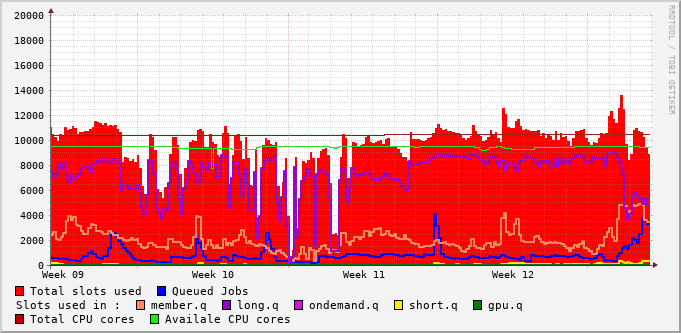 20000
18000
16000
14000
12000
10000
8000
6000
4000
2000
0
Week 09 Week 10 Week 11 Week 12
RRDTOOL / TOBI OETIKER
Total slots used Queued Jobs
Slots used in : member.q long.q ondemand.q short.q gpu.q
Total CPU cores Availale CPU cores